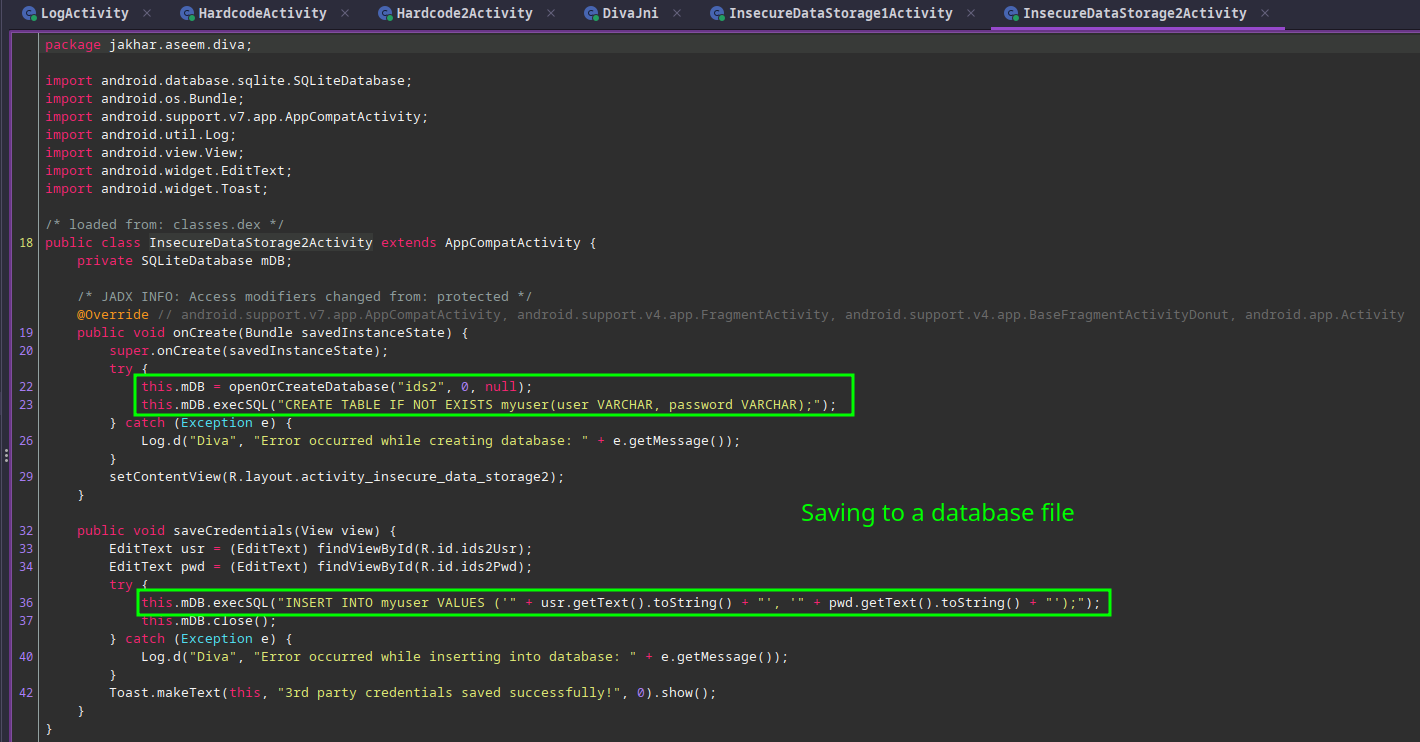 LogActivity × HardcodeActivity × Hardcode2Activity × DivaJni × InsecureDataStorage1Activity × InsecureDataStorage2Activity ×
package jakhar.aseem.diva;
import android.database.sqlite.SQLiteDatabase;
import android.os.Bundle;
import android.support.v7.app.AppCompatActivity;
import android.util.Log;
import android.view.View;
import android.widget.EditText;
import android.widget.Toast;
/* loaded from: classes.dex */
18 public class InsecureDataStorage2Activity extends AppCompatActivity {
private SQLiteDatabase mDB;
/* JADX INFO: Access modifiers changed from: protected */
@Override // android.support.v7.app.AppCompatActivity, android.support.v4.app.FragmentActivity, android.support.v4.app.BaseFragmentActivityDonut, android.app.Activity
19 public void onCreate(Bundle savedInstanceState) {
20 super.onCreate(savedInstanceState);
try {
22 this.mDB = openOrCreateDatabase("ids2", 0, null);
23 this.mDB.execSQL("CREATE TABLE IF NOT EXISTS myuser(user VARCHAR, password VARCHAR);");
} catch (Exception e) {
26 Log.d("Diva", "Error occurred while creating database: " + e.getMessage());
}
29 setContentView(R.layout.activity_insecure_data_storage2);
}
Saving to a database file
32 public void saveCredentials(View view) {
33 EditText usr = (EditText) findViewById(R.id.ids2Usr);
34 EditText pwd = (EditText) findViewById(R.id.ids2Pwd);
try {
36 this.mDB.execSQL("INSERT INTO myuser VALUES ('" + usr.getText().toString() + "', '" + pwd.getText().toString() + "');");
37 this.mDB.close();
} catch (Exception e) {
40 Log.d("Diva", "Error occurred while inserting into database: " + e.getMessage());
}
42 Toast.makeText(this, "3rd party credentials saved successfully!", 0).show();
}
}